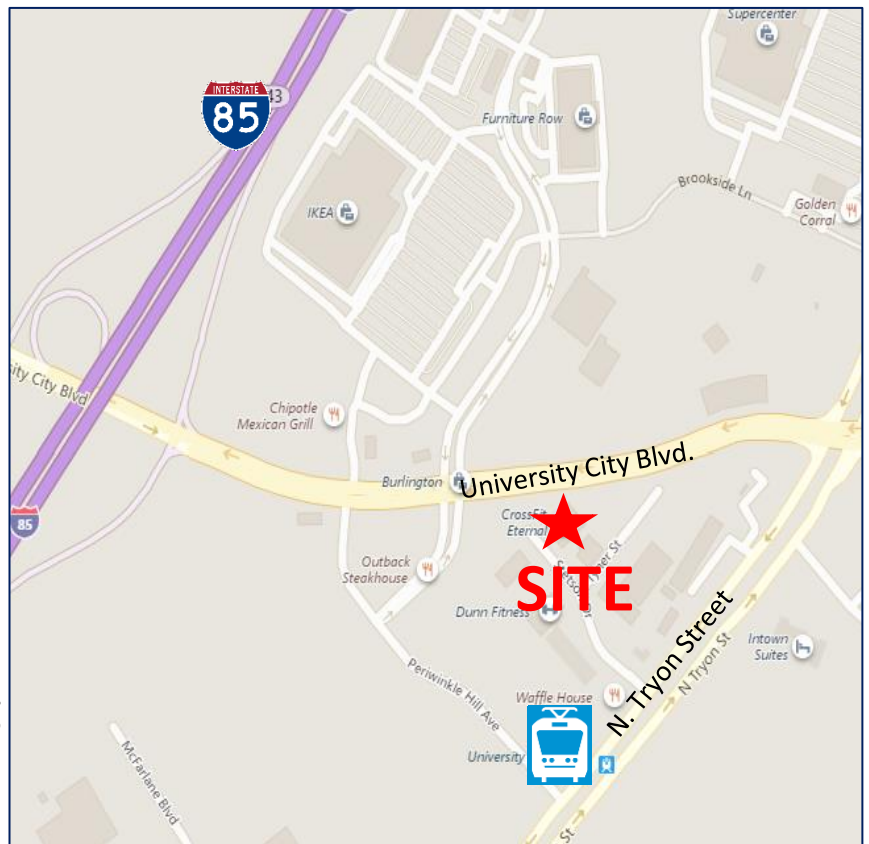 Supercenter
INTERSTATE
85
43
Furniture Row
Brookside Ln
Golden
Corral
IKEA
sity City Blvd
Chipotle
Mexican Grill
University City Blvd.
Burlington
CrossFit
Eternal
85
Outback
Steakhouse
Tyner St
SITE
Dunn Fitness
N. Tryon Street
N Tryon St
Intown
Suites
Periwinkle Hill Ave
Waffle House
University
McFarlane Blvd
St